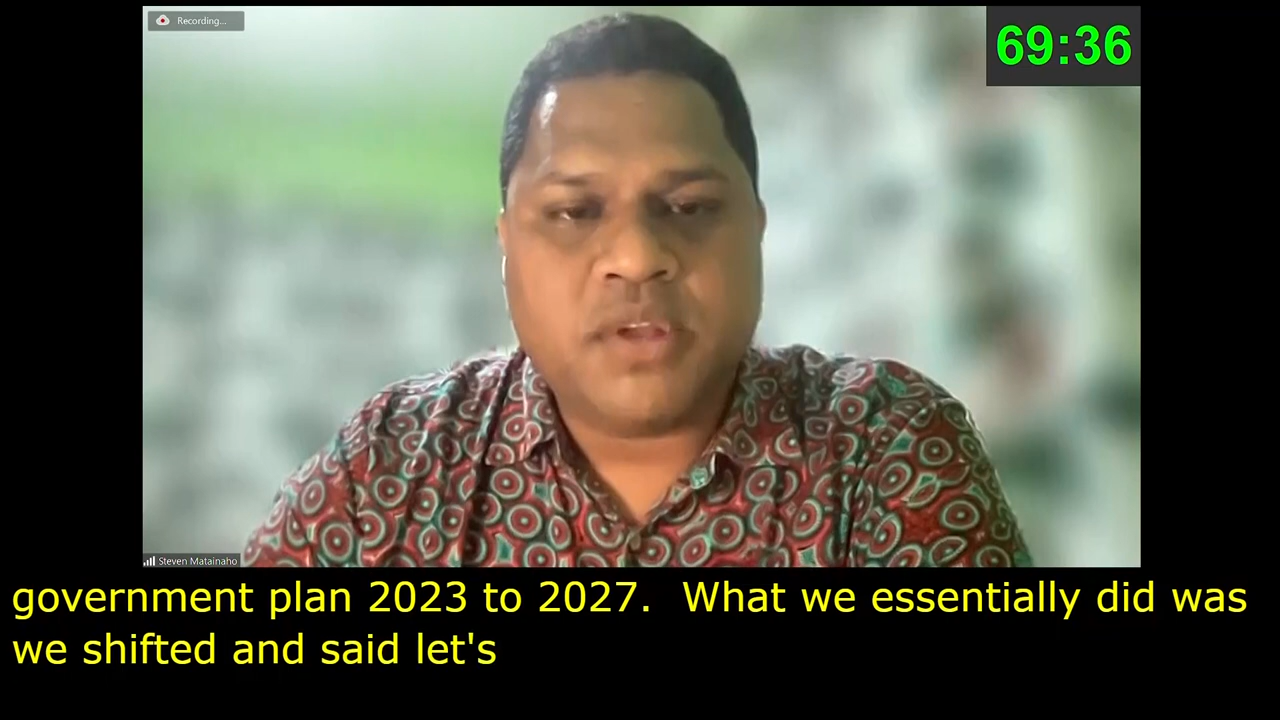 Recording...
69:36
Steven Matainaho
government plan 2023 to 2027.  What we essentially did was
we shifted and said let's